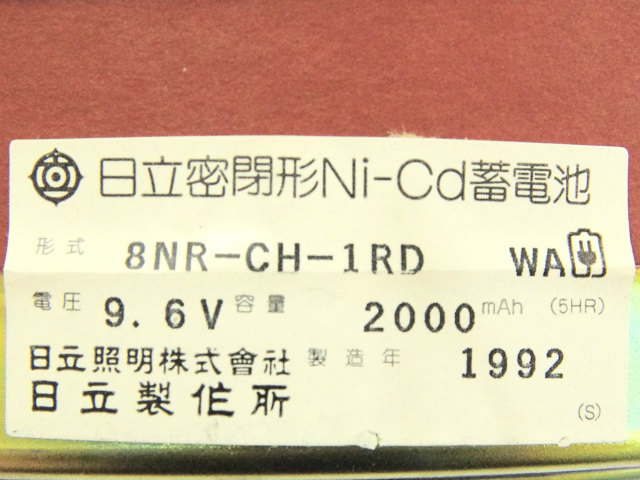 日立密閉形Ni-Cd蓄電池
形式 8NR-CH-1RD WA
電圧 9.6V 容量 2000mAh (5HR)
日立照明株式會社 製造年 1992
日立製作所 (S)